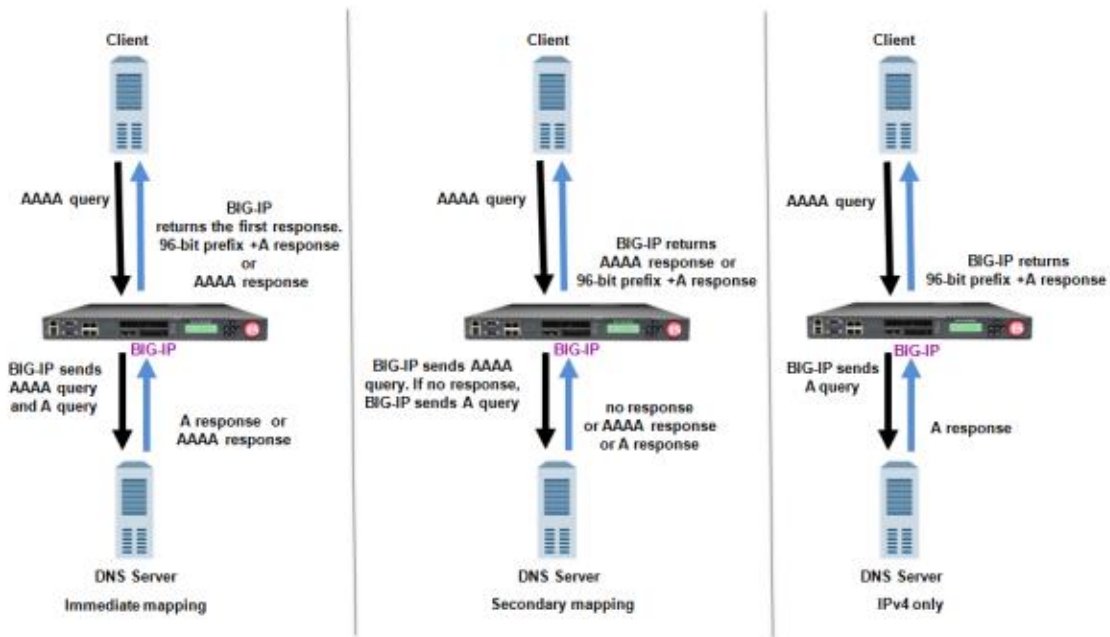 Client
AAAA query
BIG-IP
returns the first response.
96-bit prefix +A response
or
AAAA response
BIG-IP
BIG-IP sends
AAAA query
and A query
A response or
AAAA response
DNS Server
Immediate mapping
Client
AAAA query
BIG-IP returns
AAAA response or
96-bit prefix +A response
BIG-IP
BIG-IP sends AAAA
query. If no response,
BIG-IP sends A query
no response
or AAAA response
or A response
DNS Server
Secondary mapping
Client
AAAA query
BIG-IP returns
96-bit prefix +A response
BIG-IP
BIG-IP sends
A query
A response
DNS Server
IPv4 only